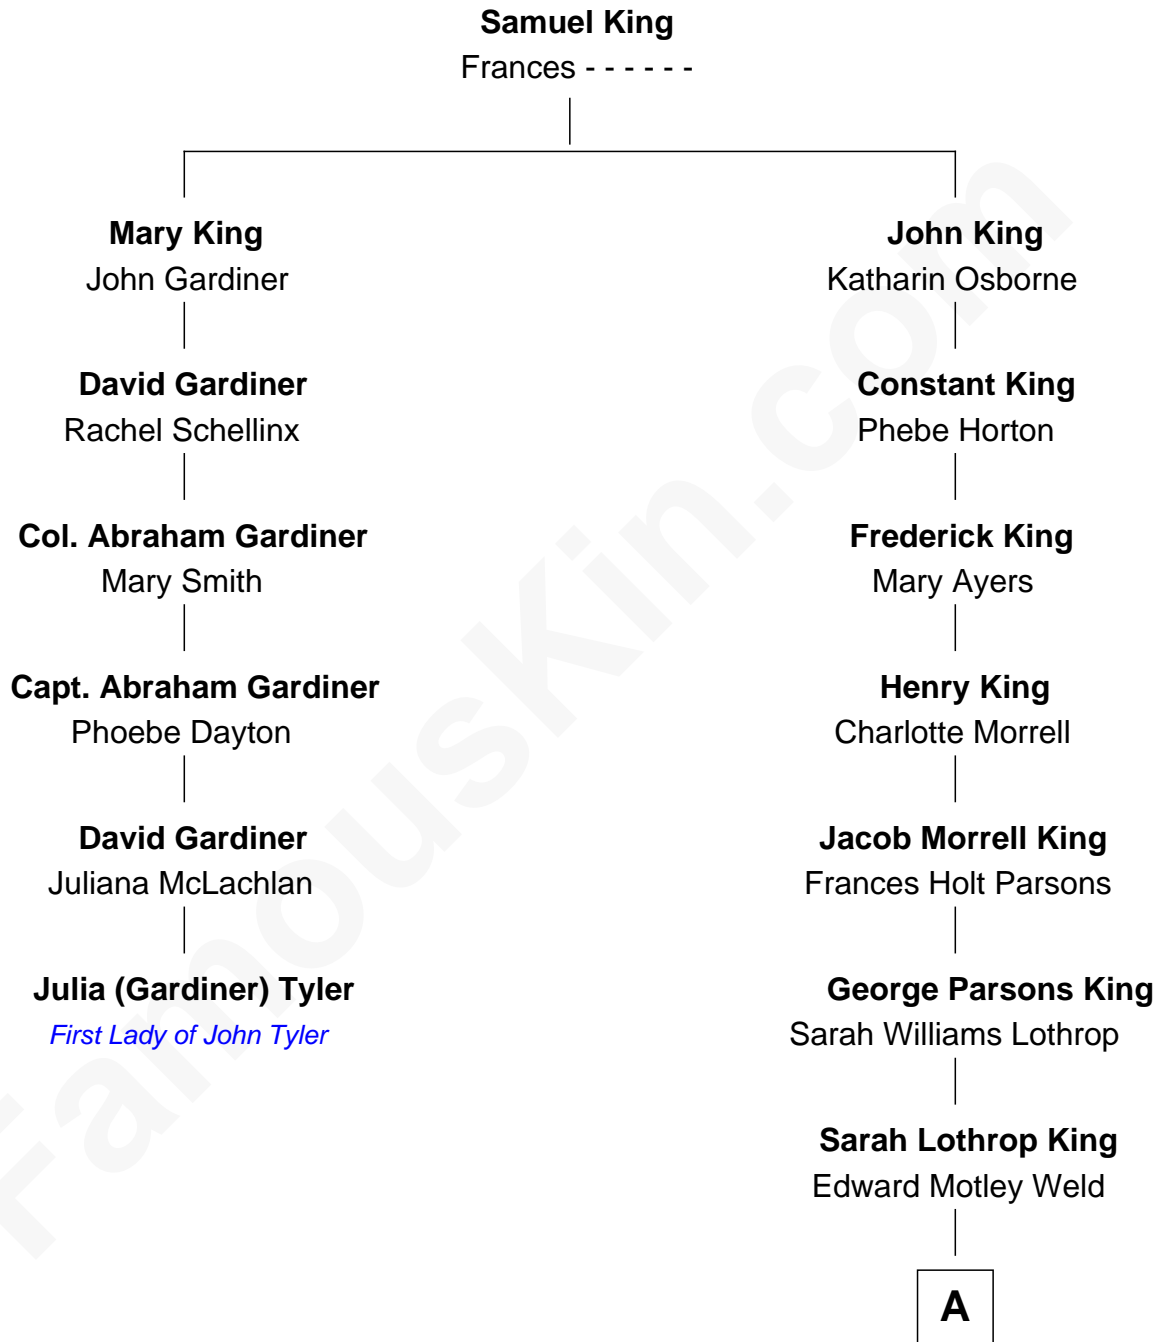 Samuel King
Frances - - - - - -
Mary King
John Gardiner
John King
Katharin Osborne
David Gardiner
Rachel Schellinx
Constant King
Phebe Horton
Col. Abraham Gardiner
Mary Smith
Frederick King
Mary Ayers
Capt. Abraham Gardiner
Phoebe Dayton
Henry King
Charlotte Morrell
David Gardiner
Juliana McLachlan
Jacob Morrell King
Frances Holt Parsons
Julia (Gardiner) Tyler
First Lady of John Tyler
George Parsons King
Sarah Williams Lothrop
Sarah Lothrop King
Edward Motley Weld
A
FamousKin.com